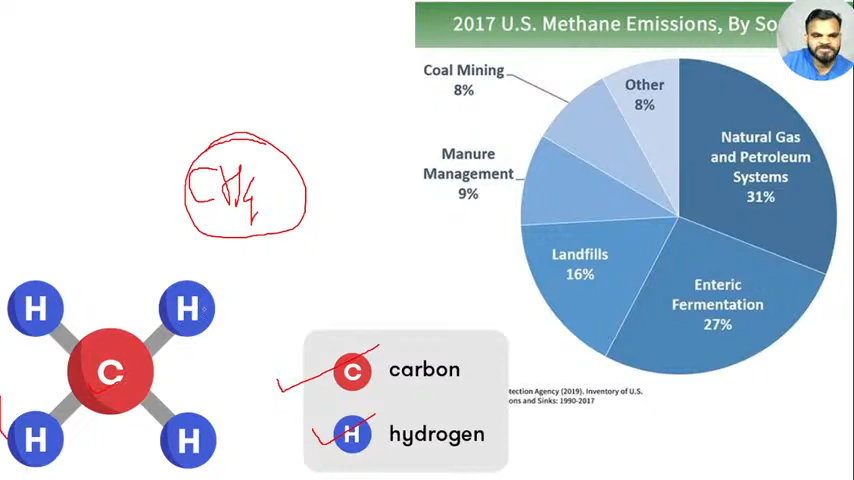 2017 U.S. Methane Emissions, By So
Coal Mining
8%
Other
8%
Natural Gas
and Petroleum
Systems
31%
Manure
Management
9%
Landfills
16%
Enteric
Fermentation
27%
CH4
H
H
C
H
H
C carbon
H hydrogen
tection Agency (2019). Inventory of U.S.
ons and Sinks: 1990-2017